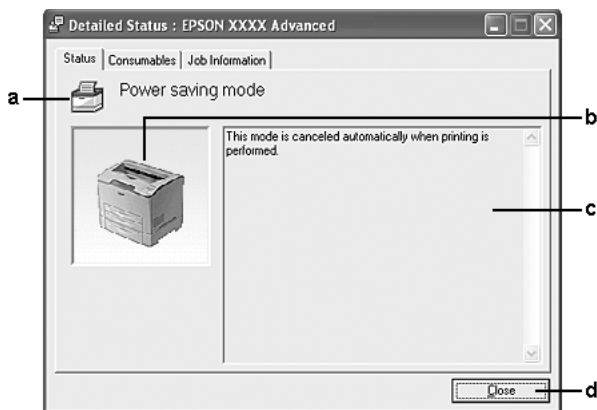 Detailed Status : EPSON XXXX Advanced
Status Consumables Job Information
a Power saving mode
b
This mode is canceled automatically when printing is
performed.
c
Close d